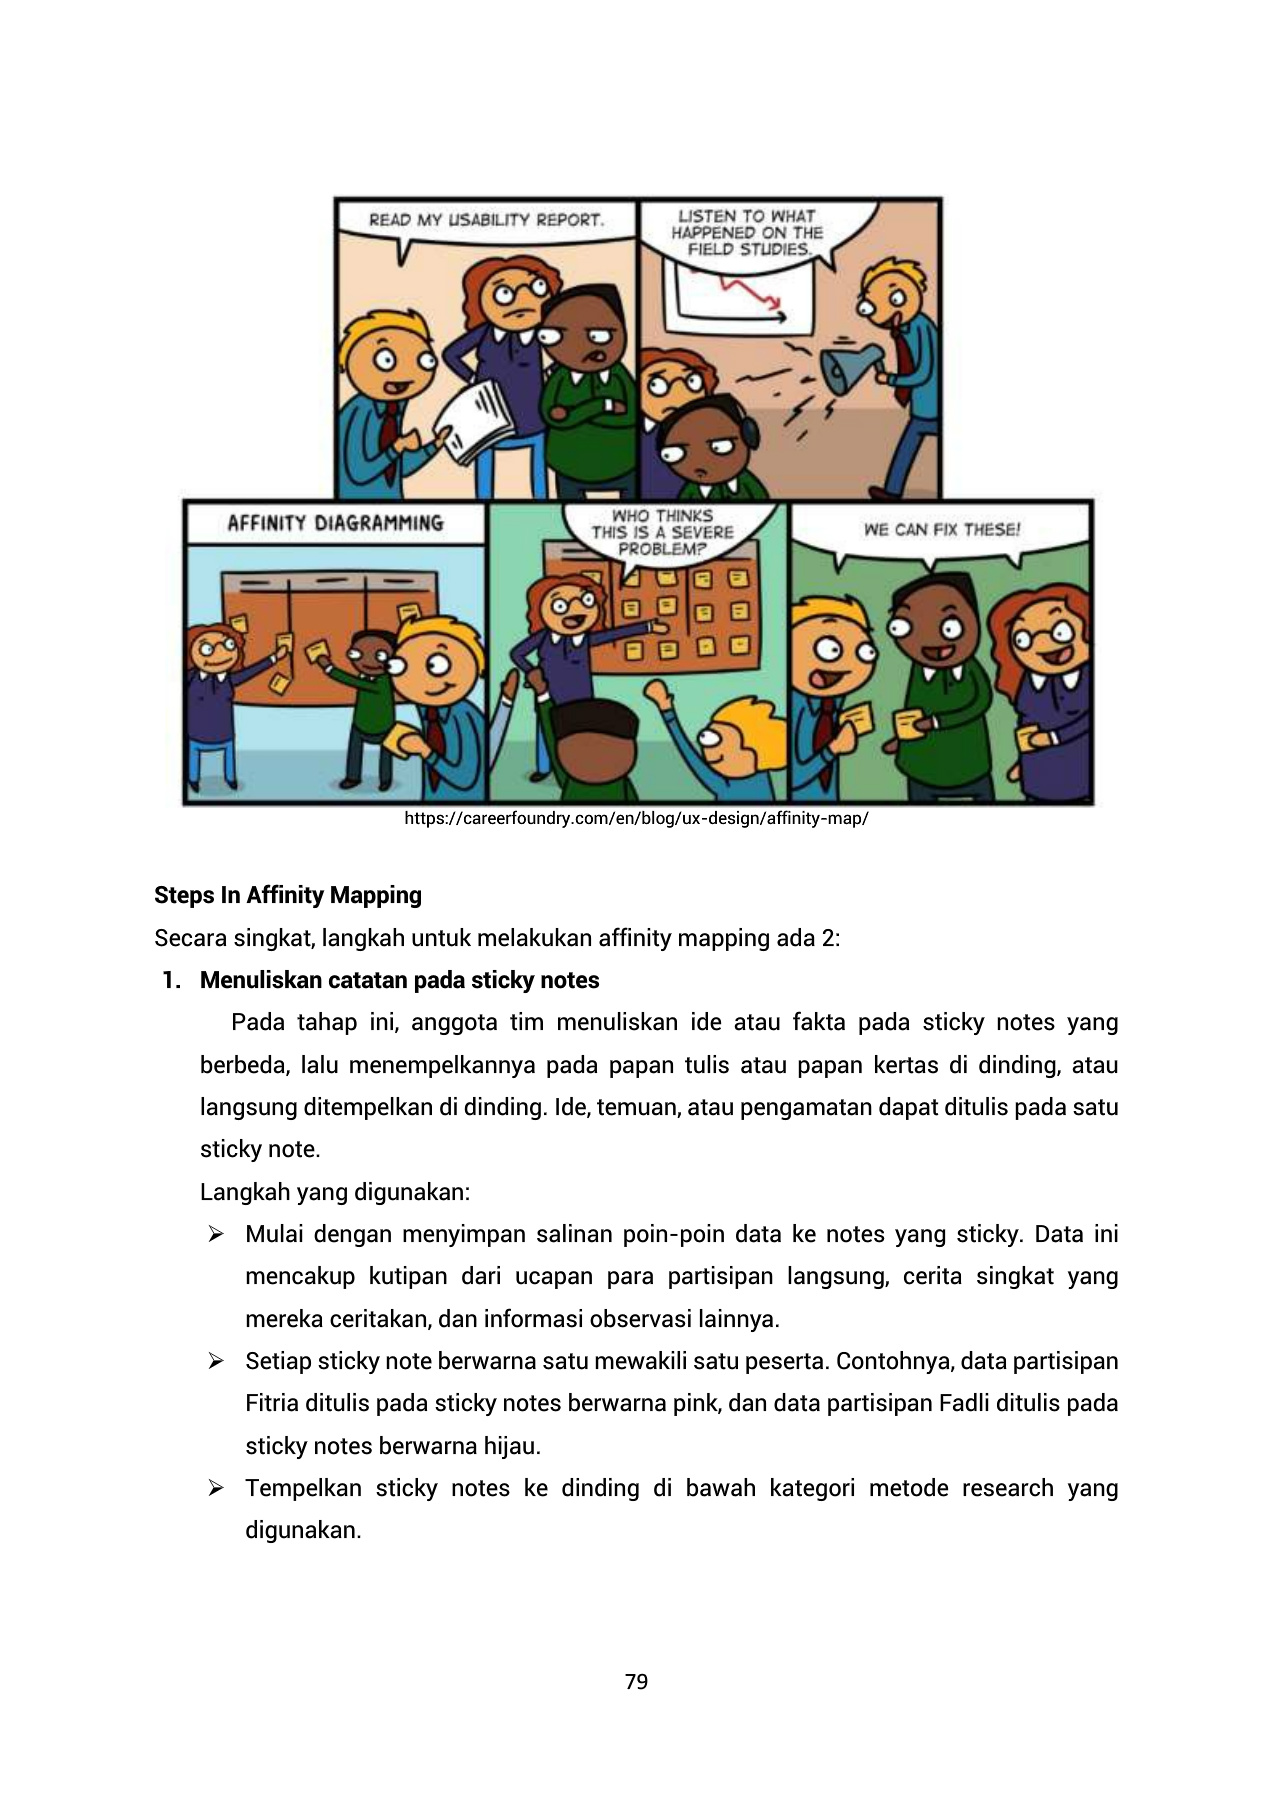 READ MY USABILITY REPORT.
LISTEN TO WHAT
HAPPENED ON THE
FIELD STUDIES.
AFFINITY DIAGRAMMING
WHO THINKS
THIS IS A SEVERE
PROBLEM?
WE CAN FIX THESE!
https://careerfoundry.com/en/blog/ux-design/affinity-map/
Steps In Affinity Mapping
Secara singkat, langkah untuk melakukan affinity mapping ada 2:
1. Menuliskan catatan pada sticky notes
Pada tahap ini, anggota tim menuliskan ide atau fakta pada sticky notes yang
berbeda, lalu menempelkannya pada papan tulis atau papan kertas di dinding, atau
langsung ditempelkan di dinding. Ide, temuan, atau pengamatan dapat ditulis pada satu
sticky note.
Langkah yang digunakan:
➢ Mulai dengan menyimpan salinan poin-poin data ke notes yang sticky. Data ini
mencakup kutipan dari ucapan para partisipan langsung, cerita singkat yang
mereka ceritakan, dan informasi observasi lainnya.
➢ Setiap sticky note berwarna satu mewakili satu peserta. Contohnya, data partisipan
Fitria ditulis pada sticky notes berwarna pink, dan data partisipan Fadli ditulis pada
sticky notes berwarna hijau.
➢ Tempelkan sticky notes ke dinding di bawah kategori metode research yang
digunakan.
79